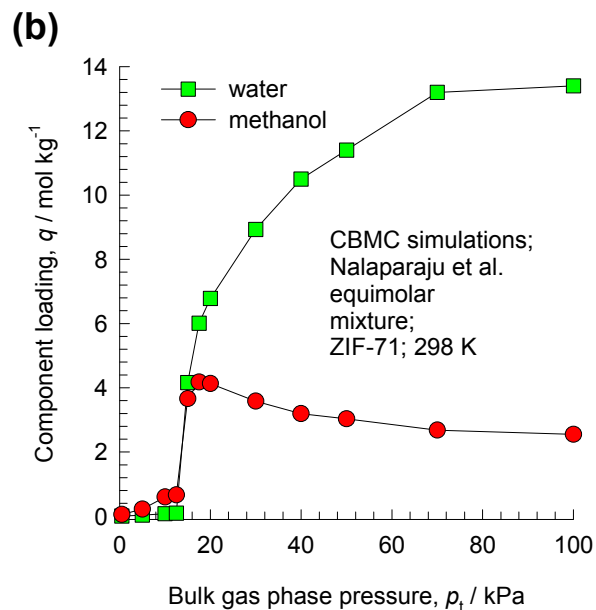 (b)
14
12
10
8
6
4
2
0
Component loading, q / mol kg⁻¹
water
methanol
CBMC simulations;
Nalaparaju et al.
equimolar
mixture;
ZIF-71; 298 K
0 20 40 60 80 100
Bulk gas phase pressure, pₜ / kPa